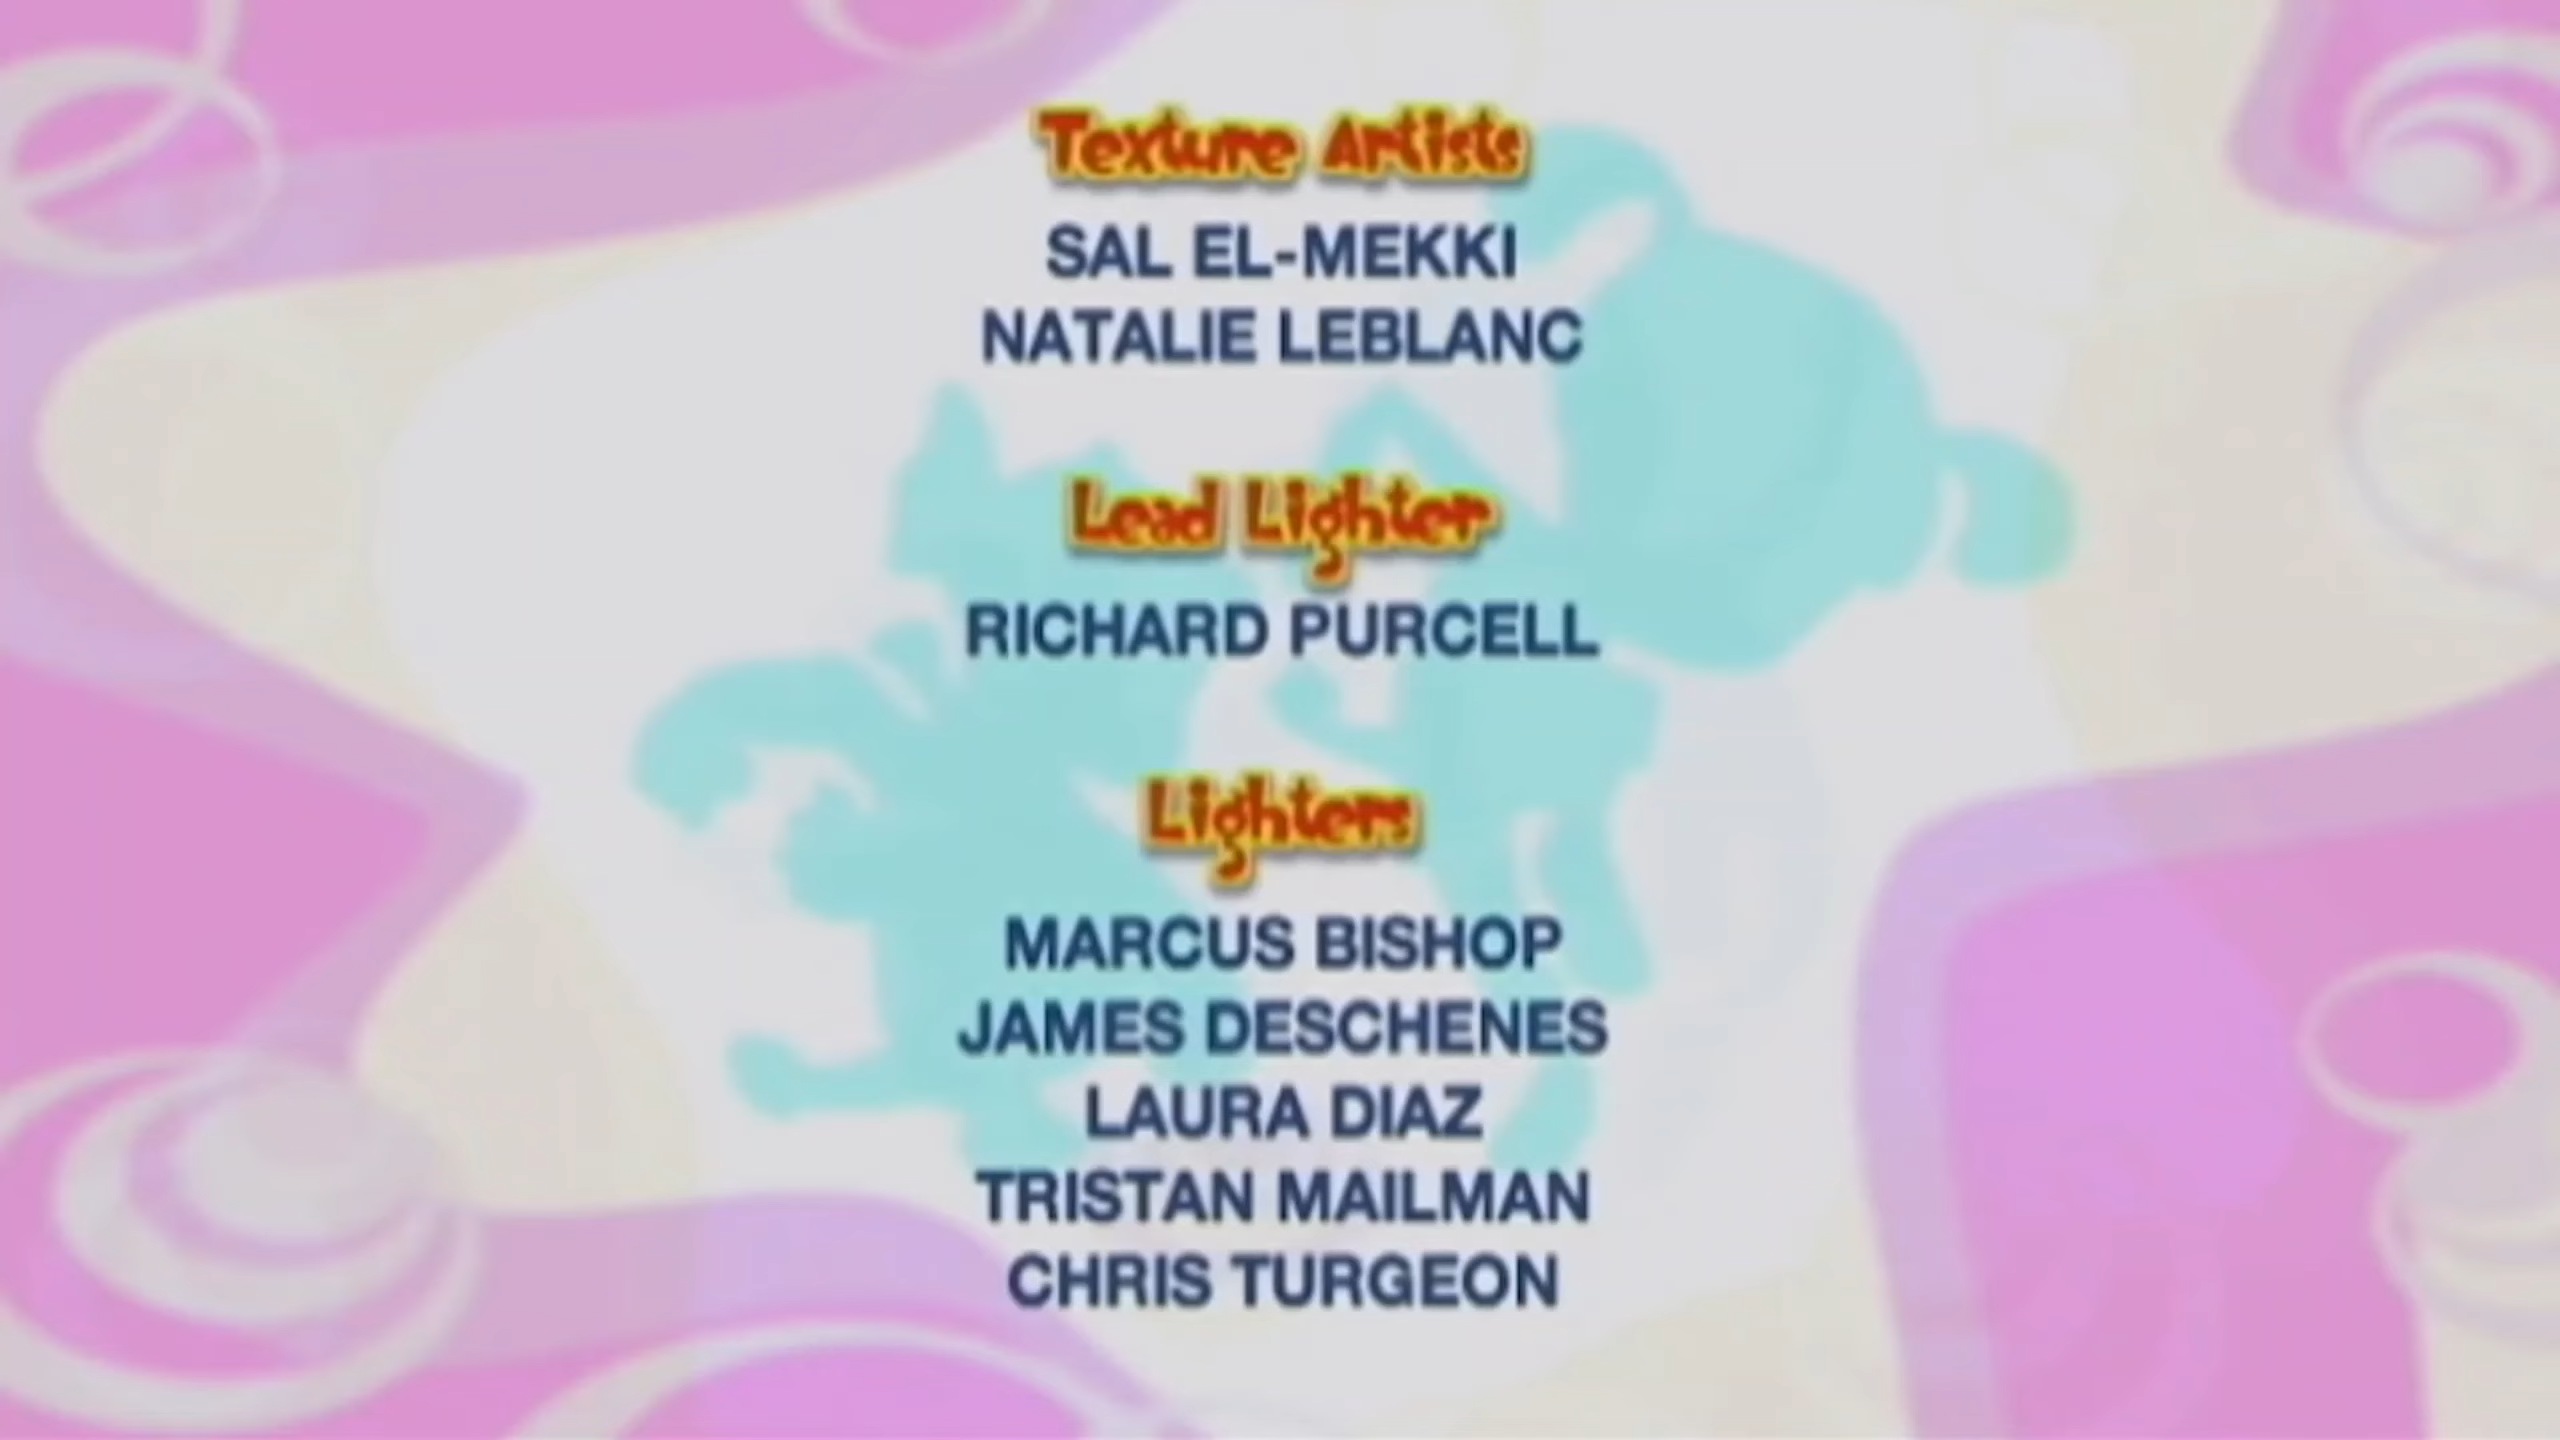 Texture Artists
SAL EL-MEKKI
NATALIE LEBLANC
Lead Lighter
RICHARD PURCELL
Lighters
MARCUS BISHOP
JAMES DESCHENES
LAURA DIAZ
TRISTAN MAILMAN
CHRIS TURGEON